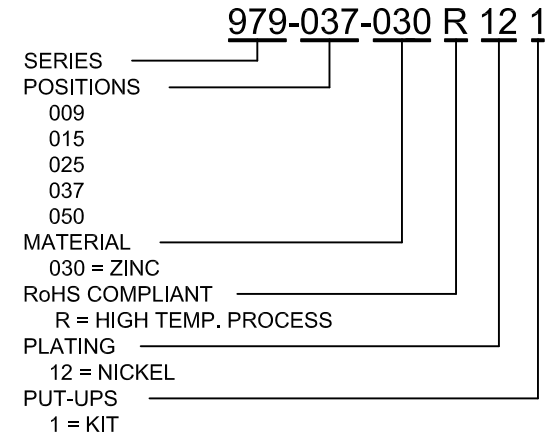 979-037-030 R 12 1
SERIES
POSITIONS
009
015
025
037
050
MATERIAL
030 = ZINC
RoHS COMPLIANT
R = HIGH TEMP. PROCESS
PLATING
12 = NICKEL
PUT-UPS
1 = KIT